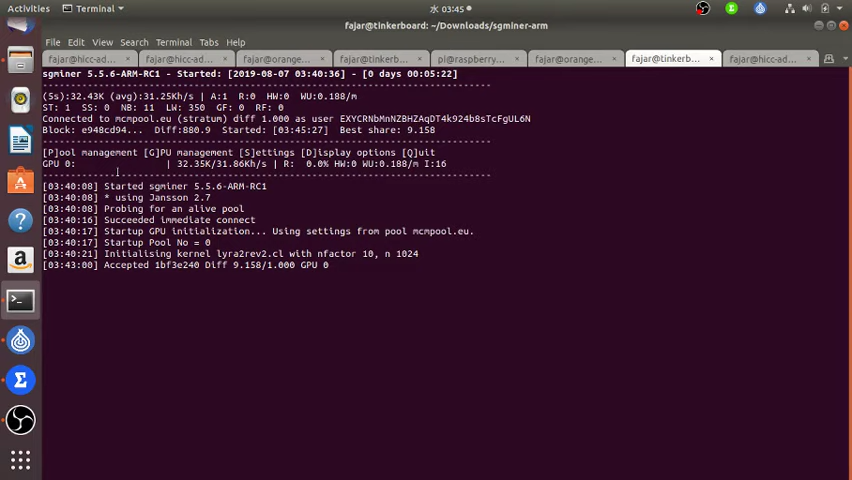 Activities
Terminal
水 03:45
fajar@tinkerboard: ~/Downloads/sgminer-arm
File Edit View Search Terminal Tabs Help
fajar@hicc-ad... × fajar@hicc-ad... × fajar@orange... × fajar@tinkerb... × pi@raspberry... × fajar@orange... × fajar@tinkerb... × fajar@hicc-ad... ×
sgminer 5.5.6-ARM-RC1 - Started: [2019-08-07 03:40:36] - [0 days 00:05:22]
--------------------------------------------------------------------------------
(5s):32.43K (avg):31.25Kh/s | A:1 R:0 HW:0 WU:0.188/m
ST: 1 SS: 0 NB: 11 LW: 350 GF: 0 RF: 0
Connected to mcmpool.eu (stratum) diff 1.000 as user EXYCRNbMnNZBHZAqDT4k924b8sTcFgUL6N
Block: e948cd94... Diff:880.9 Started: [03:45:27] Best share: 9.158
--------------------------------------------------------------------------------
[P]ool management [G]PU management [S]ettings [D]isplay options [Q]uit
GPU 0: | 32.35K/31.86Kh/s | R: 0.0% HW:0 WU:0.188/m I:16
--------------------------------------------------------------------------------
[03:40:08] Started sgminer 5.5.6-ARM-RC1
[03:40:08] * using Jansson 2.7
[03:40:08] Probing for an alive pool
[03:40:16] Succeeded immediate connect
[03:40:17] Startup GPU initialization... Using settings from pool mcmpool.eu.
[03:40:17] Startup Pool No = 0
[03:40:21] Initialising kernel lyra2rev2.cl with nfactor 10, n 1024
[03:43:00] Accepted 1bf3e240 Diff 9.158/1.000 GPU 0